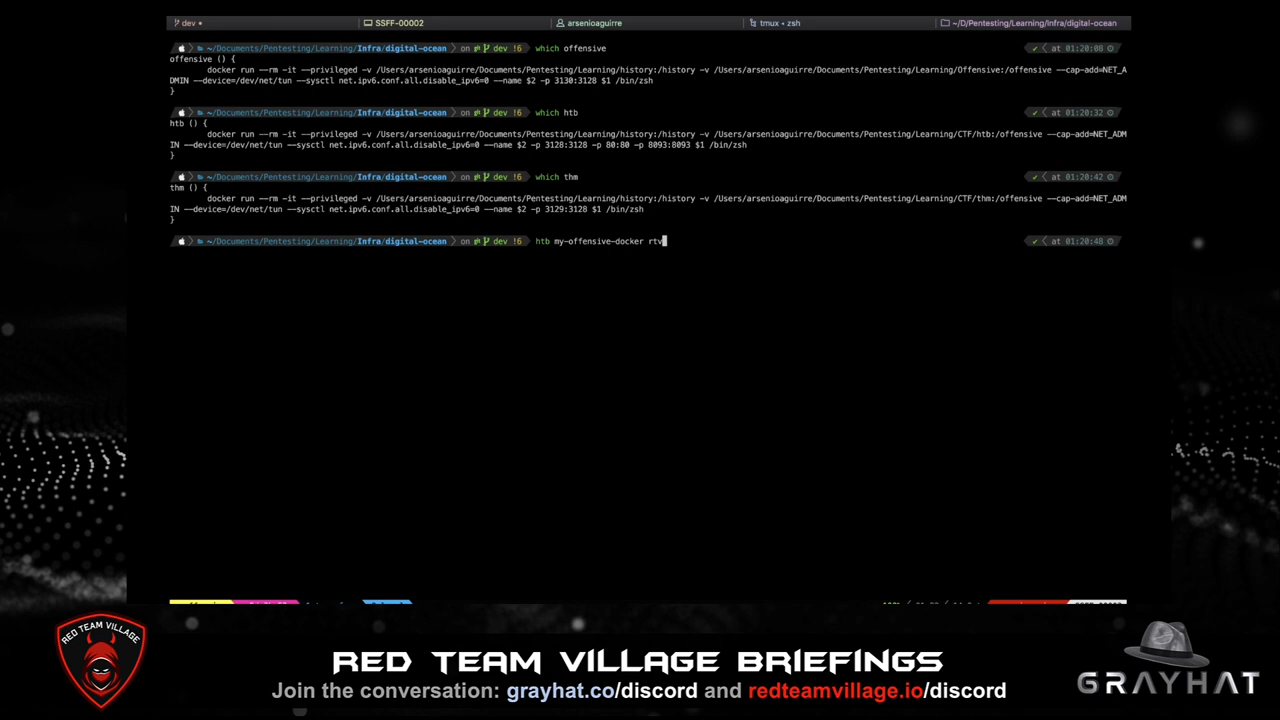 dev • SSFF-00002 arsenioaguirre tmux • zsh ~/D/Pentesting/Learning/Infra/digital-ocean
~/Documents/Pentesting/Learning/Infra/digital-ocean on dev !6 which offensive ✓ at 01:20:08
offensive () {
docker run --rm -it --privileged -v /Users/arsenioaguirre/Documents/Pentesting/Learning/history:/history -v /Users/arsenioaguirre/Documents/Pentesting/Learning/Offensive:/offensive --cap-add=NET_A
DMIN --device=/dev/net/tun --sysctl net.ipv6.conf.all.disable_ipv6=0 --name $2 -p 3130:3128 $1 /bin/zsh
}
~/Documents/Pentesting/Learning/Infra/digital-ocean on dev !6 which htb ✓ at 01:20:32
htb () {
docker run --rm -it --privileged -v /Users/arsenioaguirre/Documents/Pentesting/Learning/history:/history -v /Users/arsenioaguirre/Documents/Pentesting/Learning/CTF/htb:/offensive --cap-add=NET_ADM
IN --device=/dev/net/tun --sysctl net.ipv6.conf.all.disable_ipv6=0 --name $2 -p 3128:3128 -p 80:80 -p 8093:8093 $1 /bin/zsh
}
~/Documents/Pentesting/Learning/Infra/digital-ocean on dev !6 which thm ✓ at 01:20:42
thm () {
docker run --rm -it --privileged -v /Users/arsenioaguirre/Documents/Pentesting/Learning/history:/history -v /Users/arsenioaguirre/Documents/Pentesting/Learning/CTF/thm:/offensive --cap-add=NET_ADM
IN --device=/dev/net/tun --sysctl net.ipv6.conf.all.disable_ipv6=0 --name $2 -p 3129:3128 $1 /bin/zsh
}
~/Documents/Pentesting/Learning/Infra/digital-ocean on dev !6 htb my-offensive-docker rtv ✓ at 01:20:48
RED TEAM VILLAGE
RED TEAM VILLAGE BRIEFINGS
Join the conversation: grayhat.co/discord and redteamvillage.io/discord
GRAYHAT